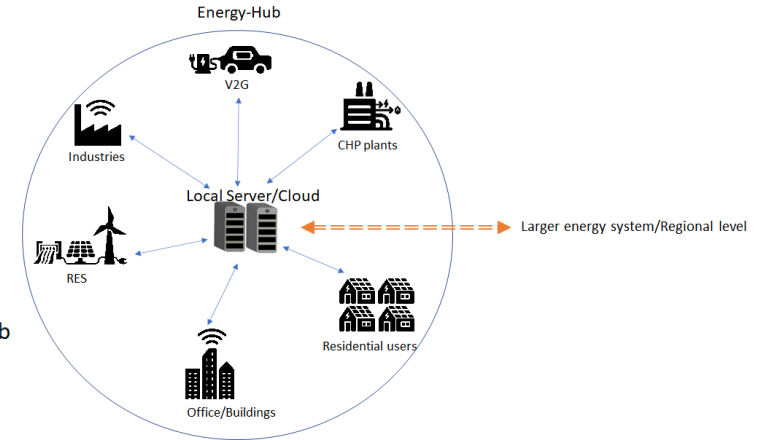 Energy-Hub
V2G
CHP plants
Industries
Local Server/Cloud
Larger energy system/Regional level
RES
b
Residential users
Office/Buildings